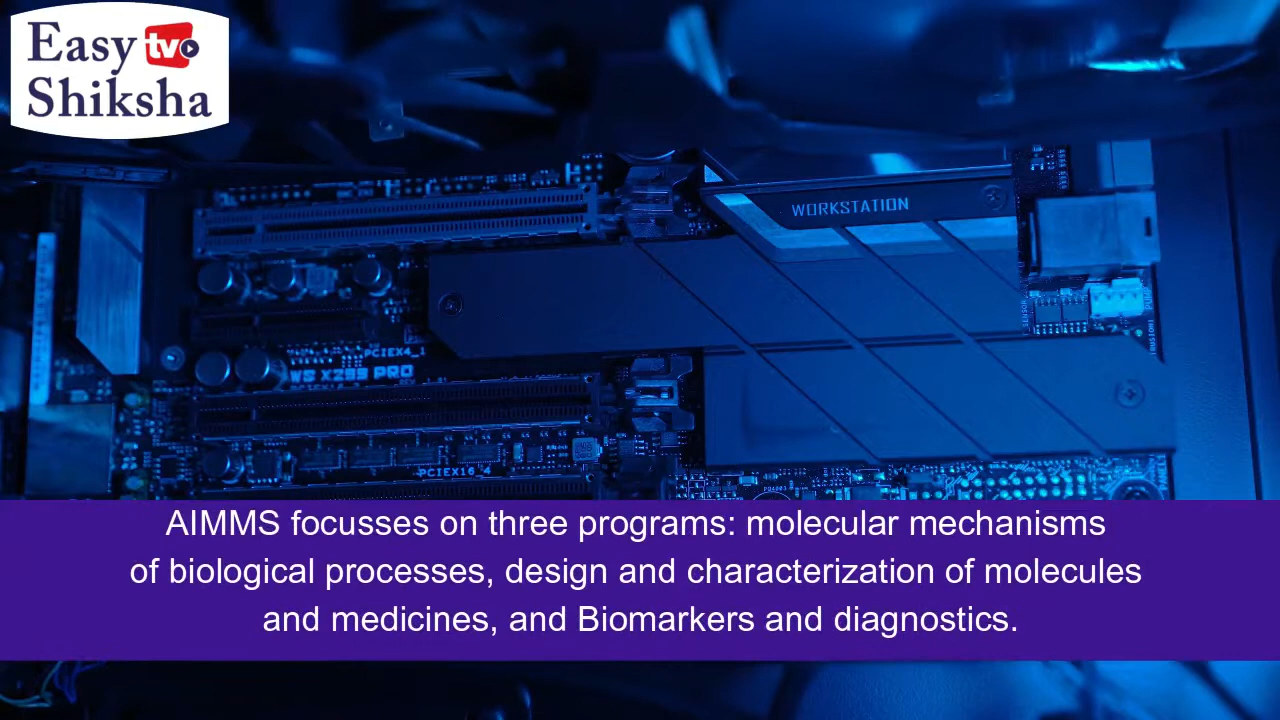 Easy tv
Shiksha
WORKSTATION
PCIEX4_1
WS X299 PRO
PCIEX16_4
AIMMS focusses on three programs: molecular mechanisms
of biological processes, design and characterization of molecules
and medicines, and Biomarkers and diagnostics.